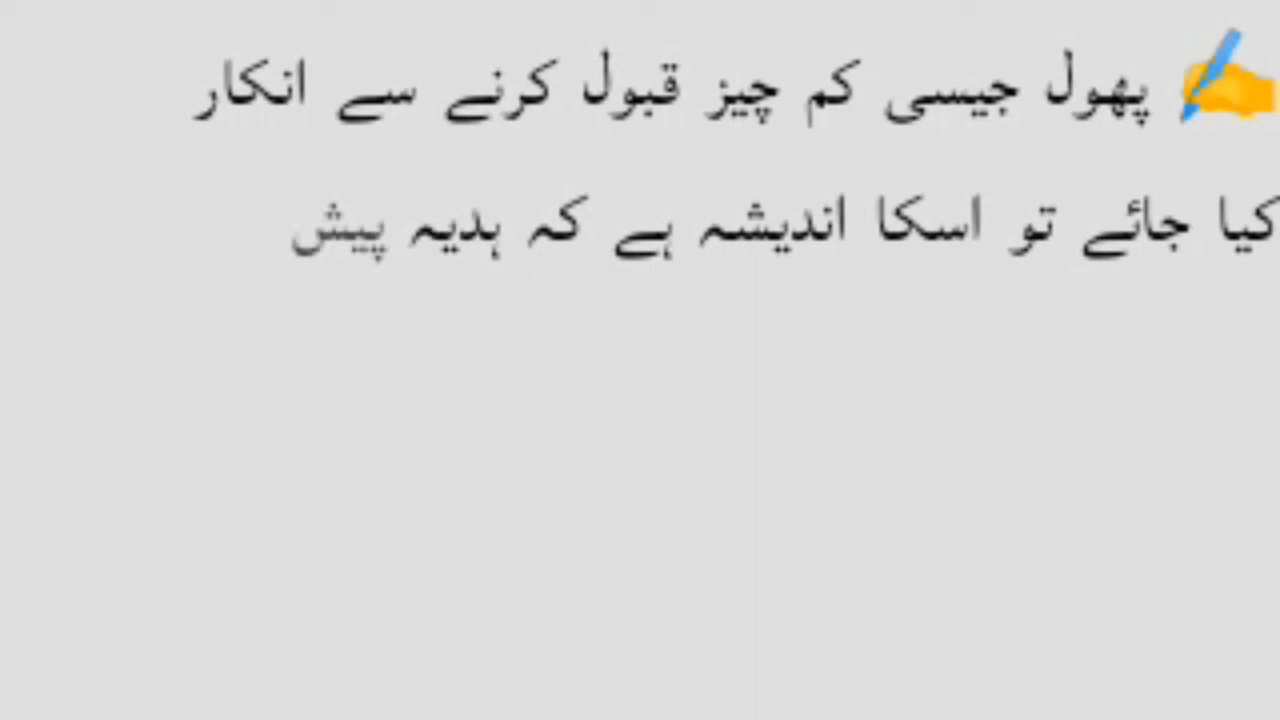 ✍️ پھول جیسی کم چیز قبول کرنے سے انکار
کیا جائے تو اسکا اندیشہ ہے کہ ہدیہ پیش